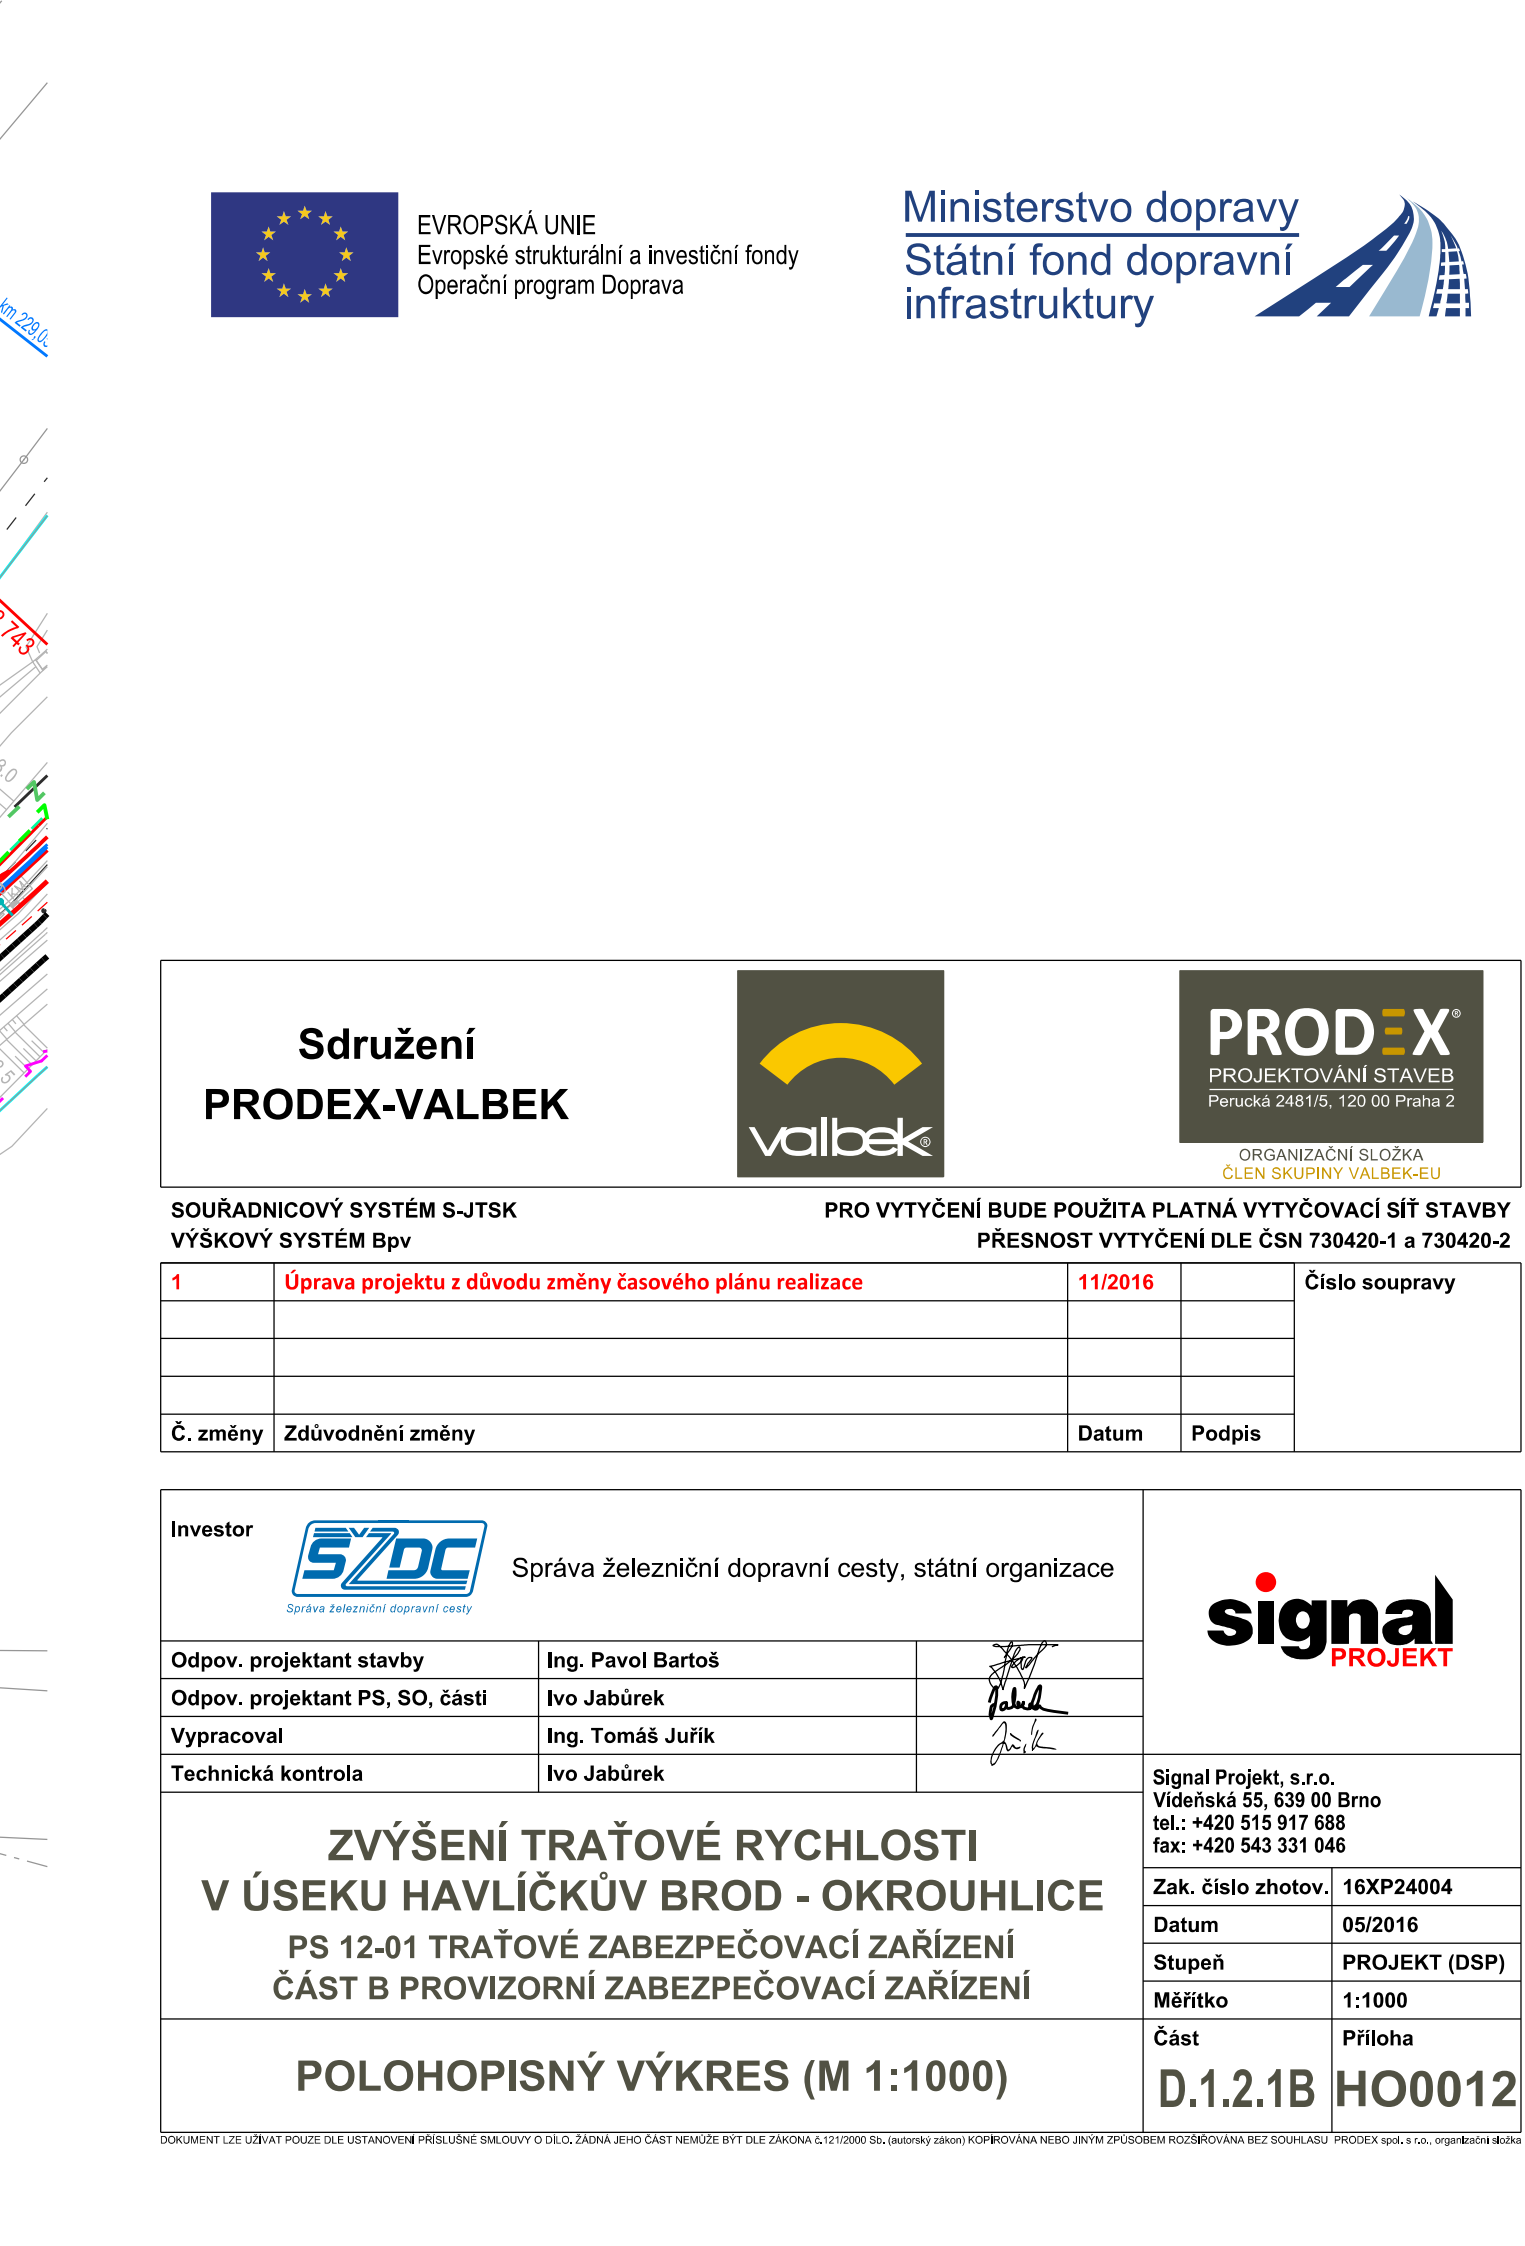 EVROPSKÁ UNIE
Evropské strukturální a investiční fondy
Operační program Doprava
Ministerstvo dopravy
Státní fond dopravní
infrastruktury
km 229,0
743
Sdružení
PRODEX-VALBEK
valbek®
PRODEX®
PROJEKTOVÁNÍ STAVEB
Perucká 2481/5, 120 00 Praha 2
ORGANIZAČNÍ SLOŽKA
ČLEN SKUPINY VALBEK-EU
SOUŘADNICOVÝ SYSTÉM S-JTSK
VÝŠKOVÝ SYSTÉM Bpv
PRO VYTYČENÍ BUDE POUŽITA PLATNÁ VYTYČOVACÍ SÍŤ STAVBY
PŘESNOST VYTYČENÍ DLE ČSN 730420-1 a 730420-2
1 Úprava projektu z důvodu změny časového plánu realizace 11/2016
Číslo soupravy
Č. změny Zdůvodnění změny Datum Podpis
Investor
SŽDC
Správa železniční dopravní cesty
Správa železniční dopravní cesty, státní organizace
signal
PROJEKT
Odpov. projektant stavby Ing. Pavol Bartoš
Odpov. projektant PS, SO, části Ivo Jabůrek
Vypracoval Ing. Tomáš Juřík
Technická kontrola Ivo Jabůrek
Signal Projekt, s.r.o.
Vídeňská 55, 639 00 Brno
tel.: +420 515 917 688
fax: +420 543 331 046
ZVÝŠENÍ TRAŤOVÉ RYCHLOSTI
V ÚSEKU HAVLÍČKŮV BROD - OKROUHLICE
PS 12-01 TRAŤOVÉ ZABEZPEČOVACÍ ZAŘÍZENÍ
ČÁST B PROVIZORNÍ ZABEZPEČOVACÍ ZAŘÍZENÍ
Zak. číslo zhotov. 16XP24004
Datum 05/2016
Stupeň PROJEKT (DSP)
Měřítko 1:1000
POLOHOPISNÝ VÝKRES (M 1:1000)
Část Příloha
D.1.2.1B HO0012
DOKUMENT LZE UŽÍVAT POUZE DLE USTANOVENÍ PŘÍSLUŠNÉ SMLOUVY O DÍLO. ŽÁDNÁ JEHO ČÁST NEMŮŽE BÝT DLE ZÁKONA č.121/2000 Sb. (autorský zákon) KOPÍROVÁNA NEBO JINÝM ZPŮSOBEM ROZŠIŘOVÁNA BEZ SOUHLASU PRODEX spol. s r.o., organizační složka